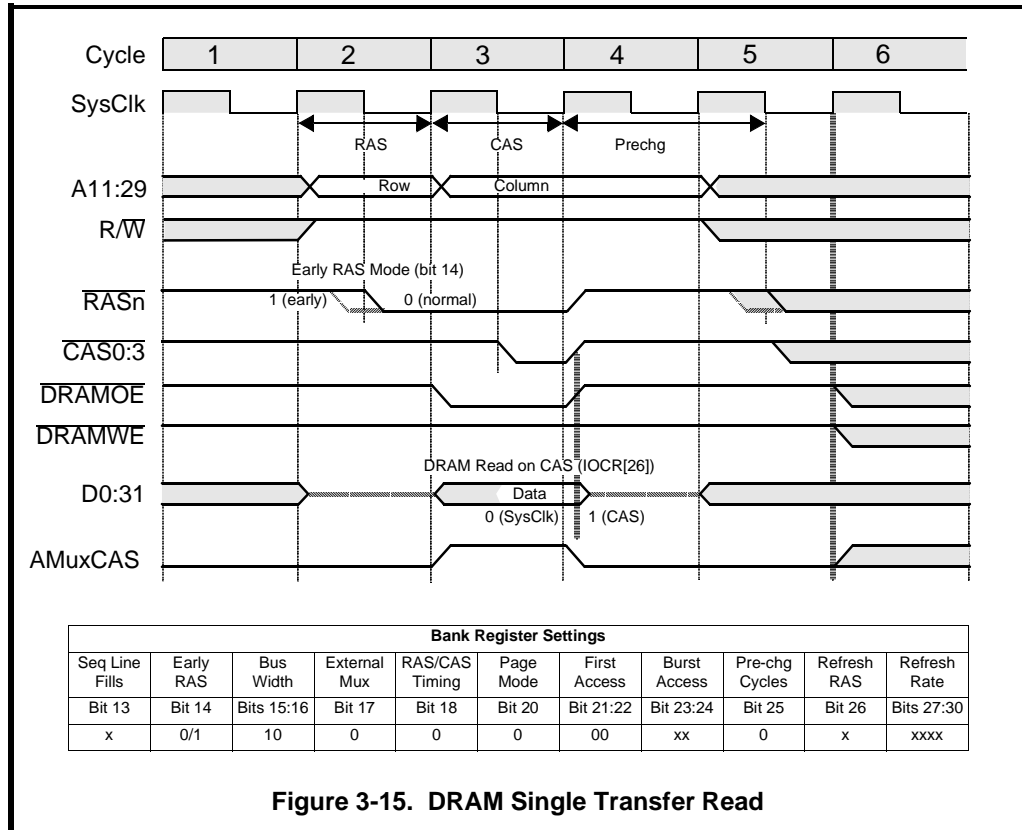 Cycle 1 2 3 4 5 6
SysClk
RAS CAS Prechg
A11:29 Row Column
R/W
Early RAS Mode (bit 14)
RASn 1 (early) 0 (normal)
CAS0:3
DRAMOE
DRAMWE
DRAM Read on CAS (IOCR[26])
D0:31 Data
0 (SysClk) 1 (CAS)
AMuxCAS
Bank Register Settings
Seq Line Fills Early RAS Bus Width External Mux RAS/CAS Timing Page Mode First Access Burst Access Pre-chg Cycles Refresh RAS Refresh Rate
Bit 13 Bit 14 Bits 15:16 Bit 17 Bit 18 Bit 20 Bit 21:22 Bit 23:24 Bit 25 Bit 26 Bits 27:30
x 0/1 10 0 0 0 00 xx 0 x xxxx
Figure 3-15. DRAM Single Transfer Read